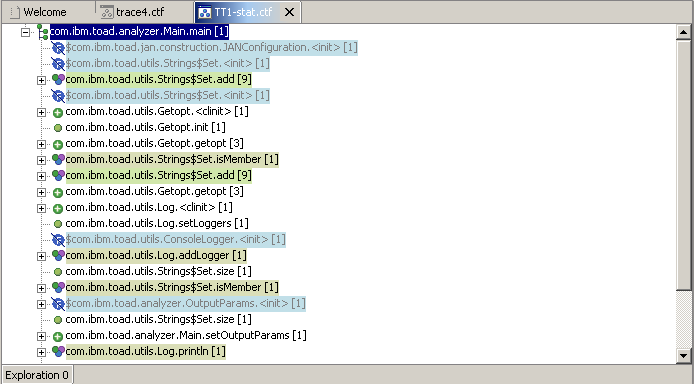 Welcome trace4.ctf TT1-stat.ctf
com.ibm.toad.analyzer.Main.main [1]
$com.ibm.toad.jan.construction.JANConfiguration.<init> [1]
$com.ibm.toad.utils.Strings$Set.<init> [1]
com.ibm.toad.utils.Strings$Set.add [9]
$com.ibm.toad.utils.Strings$Set.<init> [1]
com.ibm.toad.utils.Getopt.<clinit> [1]
com.ibm.toad.utils.Getopt.init [1]
com.ibm.toad.utils.Getopt.getopt [3]
com.ibm.toad.utils.Strings$Set.isMember [1]
com.ibm.toad.utils.Strings$Set.add [9]
com.ibm.toad.utils.Getopt.getopt [3]
com.ibm.toad.utils.Log.<clinit> [1]
com.ibm.toad.utils.Log.setLoggers [1]
$com.ibm.toad.utils.ConsoleLogger.<init> [1]
com.ibm.toad.utils.Log.addLogger [1]
com.ibm.toad.utils.Strings$Set.size [1]
com.ibm.toad.utils.Strings$Set.isMember [1]
$com.ibm.toad.analyzer.OutputParams.<init> [1]
com.ibm.toad.utils.Strings$Set.size [1]
com.ibm.toad.analyzer.Main.setOutputParams [1]
com.ibm.toad.utils.Log.println [1]
Exploration 0